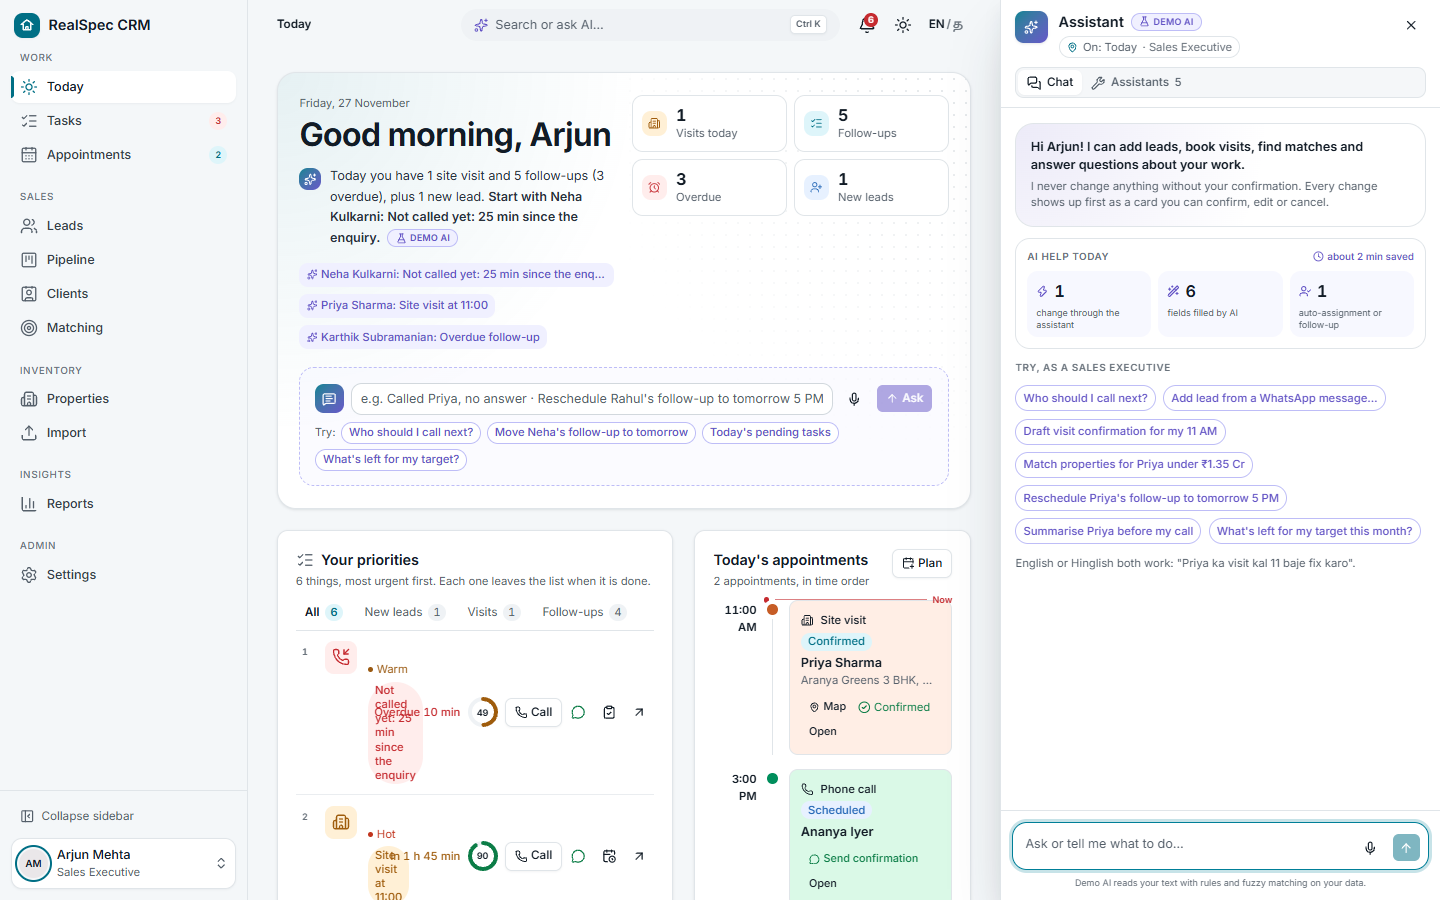 RealSpec CRM
WORK
Today
Tasks 3
Appointments 2
SALES
Leads
Pipeline
Clients
Matching
INVENTORY
Properties
Import
INSIGHTS
Reports
ADMIN
Settings
Collapse sidebar
AM
Arjun Mehta
Sales Executive
Today
Search or ask AI...
Ctrl K
6
EN / த
Friday, 27 November
Good morning, Arjun
Today you have 1 site visit and 5 follow-ups (3
overdue), plus 1 new lead. Start with Neha
Kulkarni: Not called yet: 25 min since the
enquiry. DEMO AI
1
Visits today
5
Follow-ups
3
Overdue
1
New leads
Neha Kulkarni: Not called yet: 25 min since the enq...
Priya Sharma: Site visit at 11:00
Karthik Subramanian: Overdue follow-up
e.g. Called Priya, no answer · Reschedule Rahul's follow-up to tomorrow 5 PM
Ask
Try: Who should I call next? Move Neha's follow-up to tomorrow Today's pending tasks
What's left for my target?
Your priorities
6 things, most urgent first. Each one leaves the list when it is done.
All 6 New leads 1 Visits 1 Follow-ups 4
1
Warm
Not
called
yet: 25
min
since
the
enquiry
Overdue 10 min
49
Call
2
Hot
Site
visit
at
11:00
In 1 h 45 min
90
Call
Today's appointments
Plan
2 appointments, in time order
Now
11:00
AM
Site visit
Confirmed
Priya Sharma
Aranya Greens 3 BHK, ...
Map Confirmed
Open
3:00
PM
Phone call
Scheduled
Ananya Iyer
Send confirmation
Open
Assistant DEMO AI
On: Today · Sales Executive
Chat Assistants 5
Hi Arjun! I can add leads, book visits, find matches and
answer questions about your work.
I never change anything without your confirmation. Every change
shows up first as a card you can confirm, edit or cancel.
AI HELP TODAY about 2 min saved
1
change through the
assistant
6
fields filled by AI
1
auto-assignment or
follow-up
TRY, AS A SALES EXECUTIVE
Who should I call next? Add lead from a WhatsApp message...
Draft visit confirmation for my 11 AM
Match properties for Priya under ₹1.35 Cr
Reschedule Priya's follow-up to tomorrow 5 PM
Summarise Priya before my call What's left for my target this month?
English or Hinglish both work: "Priya ka visit kal 11 baje fix karo".
Ask or tell me what to do...
Demo AI reads your text with rules and fuzzy matching on your data.